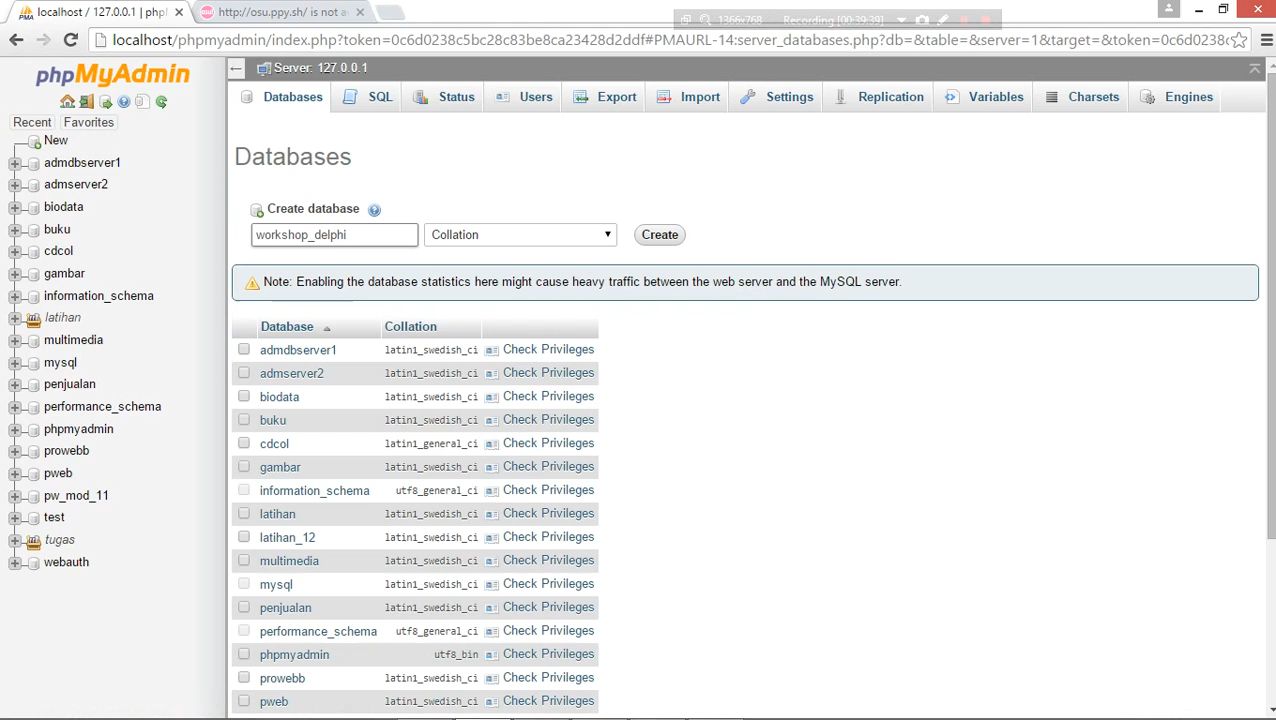 localhost / 127.0.0.1 | phpl
http://osu.ppy.sh/ is not av
1366x768
Recording [00:39:39]
localhost/phpmyadmin/index.php?token=0c6d0238c5bc28c83be8ca23428d2ddf#PMAURL-14:server_databases.php?db=&table=&server=1&target=&token=0c6d0238c
phpMyAdmin
Recent
Favorites
New
admdbserver1
admserver2
biodata
buku
cdcol
gambar
information_schema
latihan
multimedia
mysql
penjualan
performance_schema
phpmyadmin
prowebb
pweb
pw_mod_11
test
tugas
webauth
Server: 127.0.0.1
Databases
SQL
Status
Users
Export
Import
Settings
Replication
Variables
Charsets
Engines
Databases
Create database
workshop_delphi
Collation
Create
Note: Enabling the database statistics here might cause heavy traffic between the web server and the MySQL server.
Database Collation
admdbserver1 latin1_swedish_ci Check Privileges
admserver2 latin1_swedish_ci Check Privileges
biodata latin1_swedish_ci Check Privileges
buku latin1_swedish_ci Check Privileges
cdcol latin1_general_ci Check Privileges
gambar latin1_swedish_ci Check Privileges
information_schema utf8_general_ci Check Privileges
latihan latin1_swedish_ci Check Privileges
latihan_12 latin1_swedish_ci Check Privileges
multimedia latin1_swedish_ci Check Privileges
mysql latin1_swedish_ci Check Privileges
penjualan latin1_swedish_ci Check Privileges
performance_schema utf8_general_ci Check Privileges
phpmyadmin utf8_bin Check Privileges
prowebb latin1_swedish_ci Check Privileges
pweb latin1_swedish_ci Check Privileges